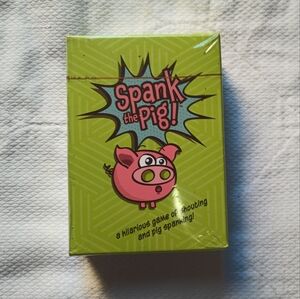 Spank
the Pig!
a hilarious game of shouting
and pig spanking!